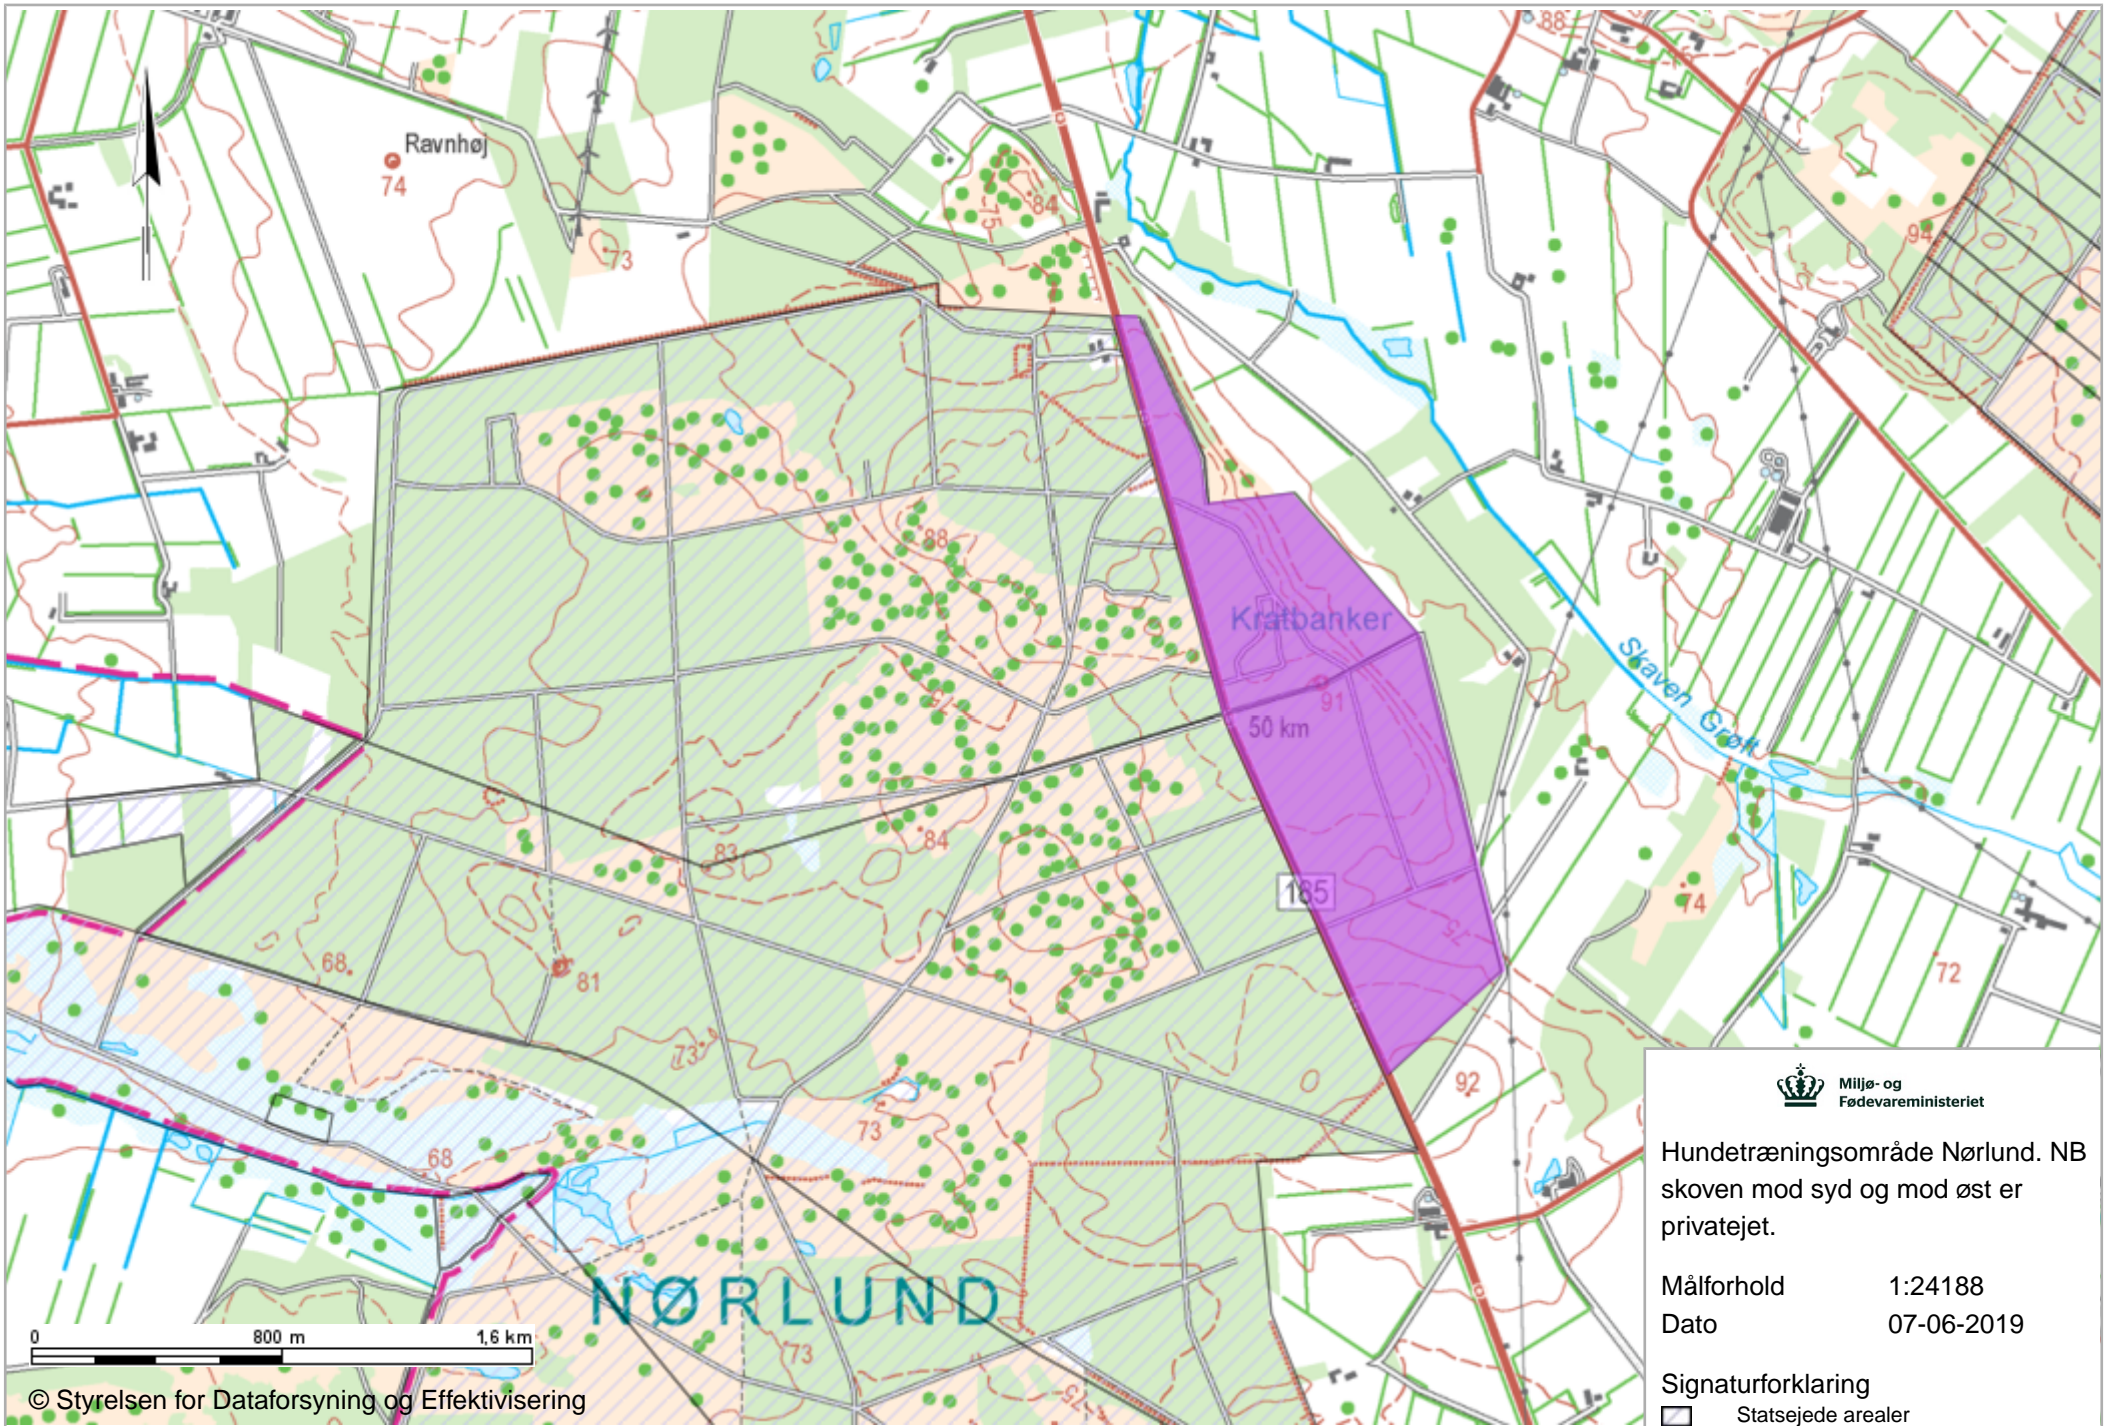 88
Ravnhøj
74
84
75
73
94
88
Kratbanker
91
50 km
Skaven Grøft
75
83
84
165
75
74
72
68
81
73
92
73
68
NØRLUND
73
75
0 800 m 1,6 km
© Styrelsen for Dataforsyning og Effektivisering
Miljø- og
Fødevareministeriet
Hundetræningsområde Nørlund. NB
skoven mod syd og mod øst er
privatejet.
Målforhold 1:24188
Dato 07-06-2019
Signaturforklaring
Statsejede arealer